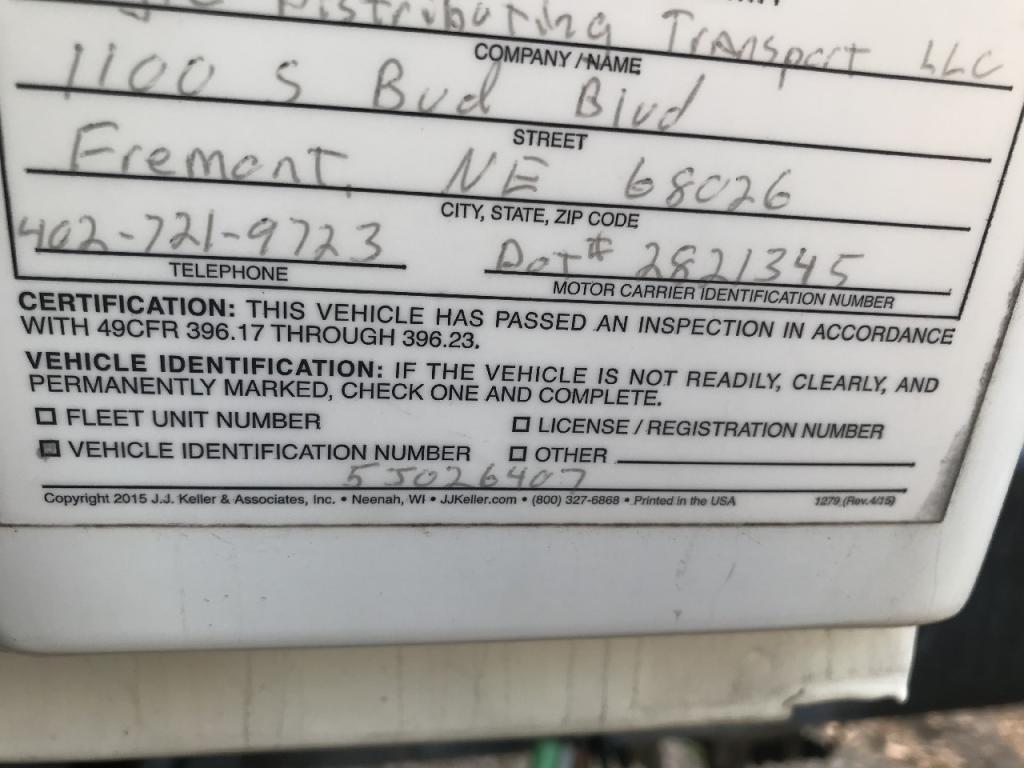 Distributing Transport LLC
COMPANY / NAME
1100 S Bud Blvd
STREET
Fremont, NE 68026
CITY, STATE, ZIP CODE
402-721-9723 Dot# 2821345
TELEPHONE MOTOR CARRIER IDENTIFICATION NUMBER
CERTIFICATION: THIS VEHICLE HAS PASSED AN INSPECTION IN ACCORDANCE
WITH 49CFR 396.17 THROUGH 396.23.
VEHICLE IDENTIFICATION: IF THE VEHICLE IS NOT READILY, CLEARLY, AND
PERMANENTLY MARKED, CHECK ONE AND COMPLETE.
FLEET UNIT NUMBER LICENSE / REGISTRATION NUMBER
VEHICLE IDENTIFICATION NUMBER OTHER
5J026407
Copyright 2015 J.J. Keller & Associates, Inc. • Neenah, WI • JJKeller.com • (800) 327-6868 • Printed in the USA 1279 (Rev. 4/15)